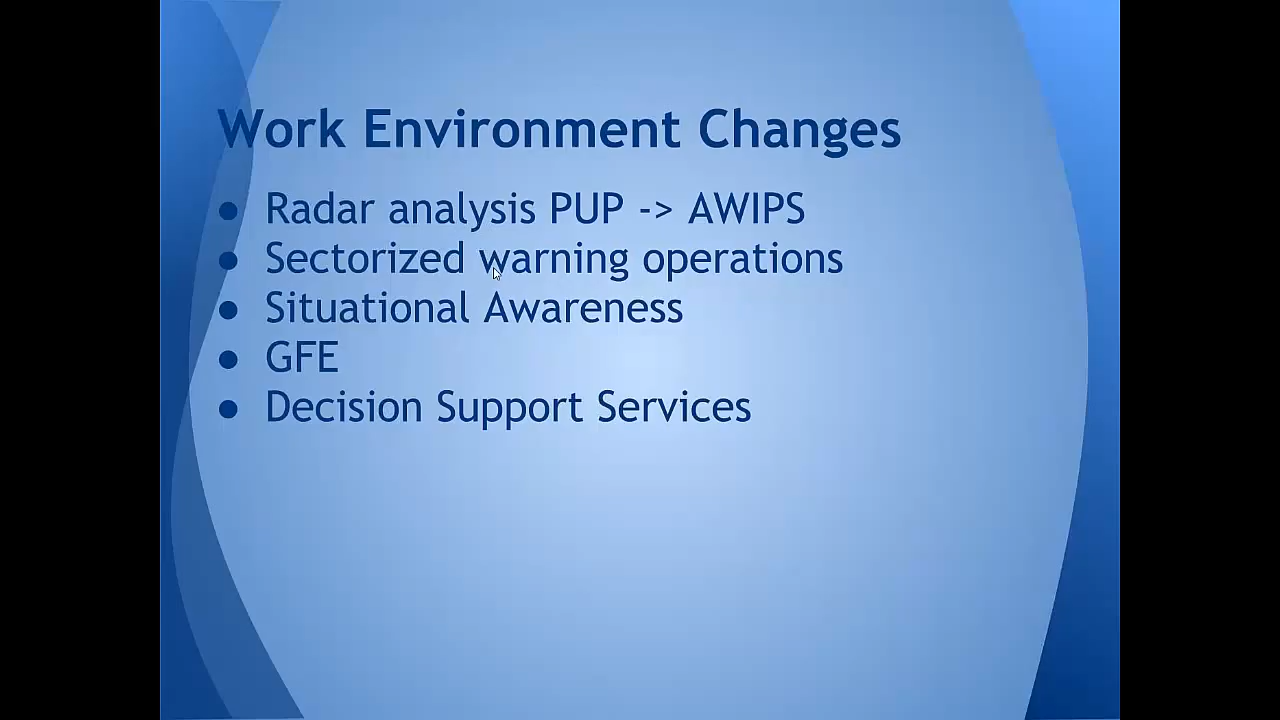 Work Environment Changes
● Radar analysis PUP -> AWIPS
● Sectorized warning operations
● Situational Awareness
● GFE
● Decision Support Services